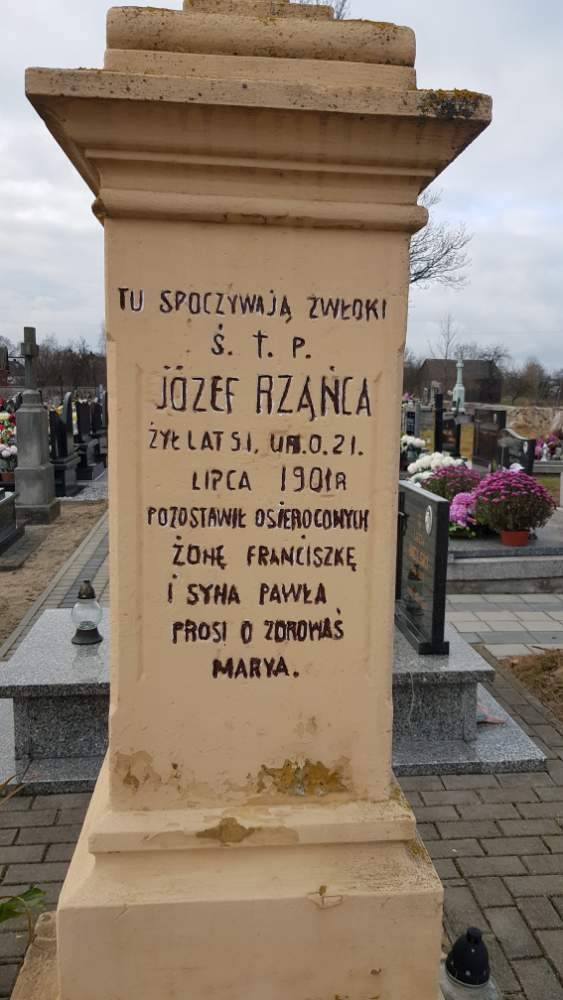 TU SPOCZYWAJĄ ZWŁOKI
Ś. †. P.
JÓZEF RZĄŃCA
ŻYŁ LAT 51, UM.O.21.
LIPCA 1901R
POZOSTAWIŁ OSIEROCONYCH
ŻONĘ FRANCISZKĘ
I SYNA PAWŁA
PROSI O ZDROWAŚ
MARYA.